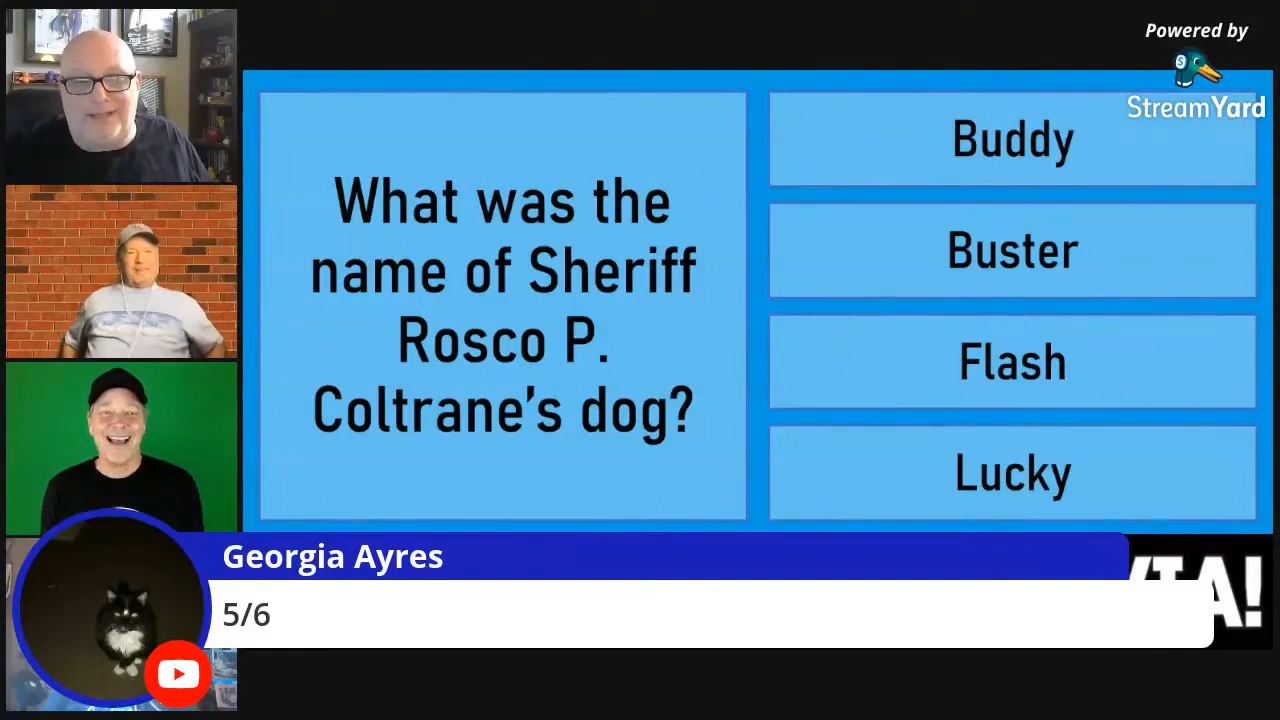 Powered by
StreamYard
What was the
name of Sheriff
Rosco P.
Coltrane's dog?
Buddy
Buster
Flash
Lucky
Georgia Ayres
5/6